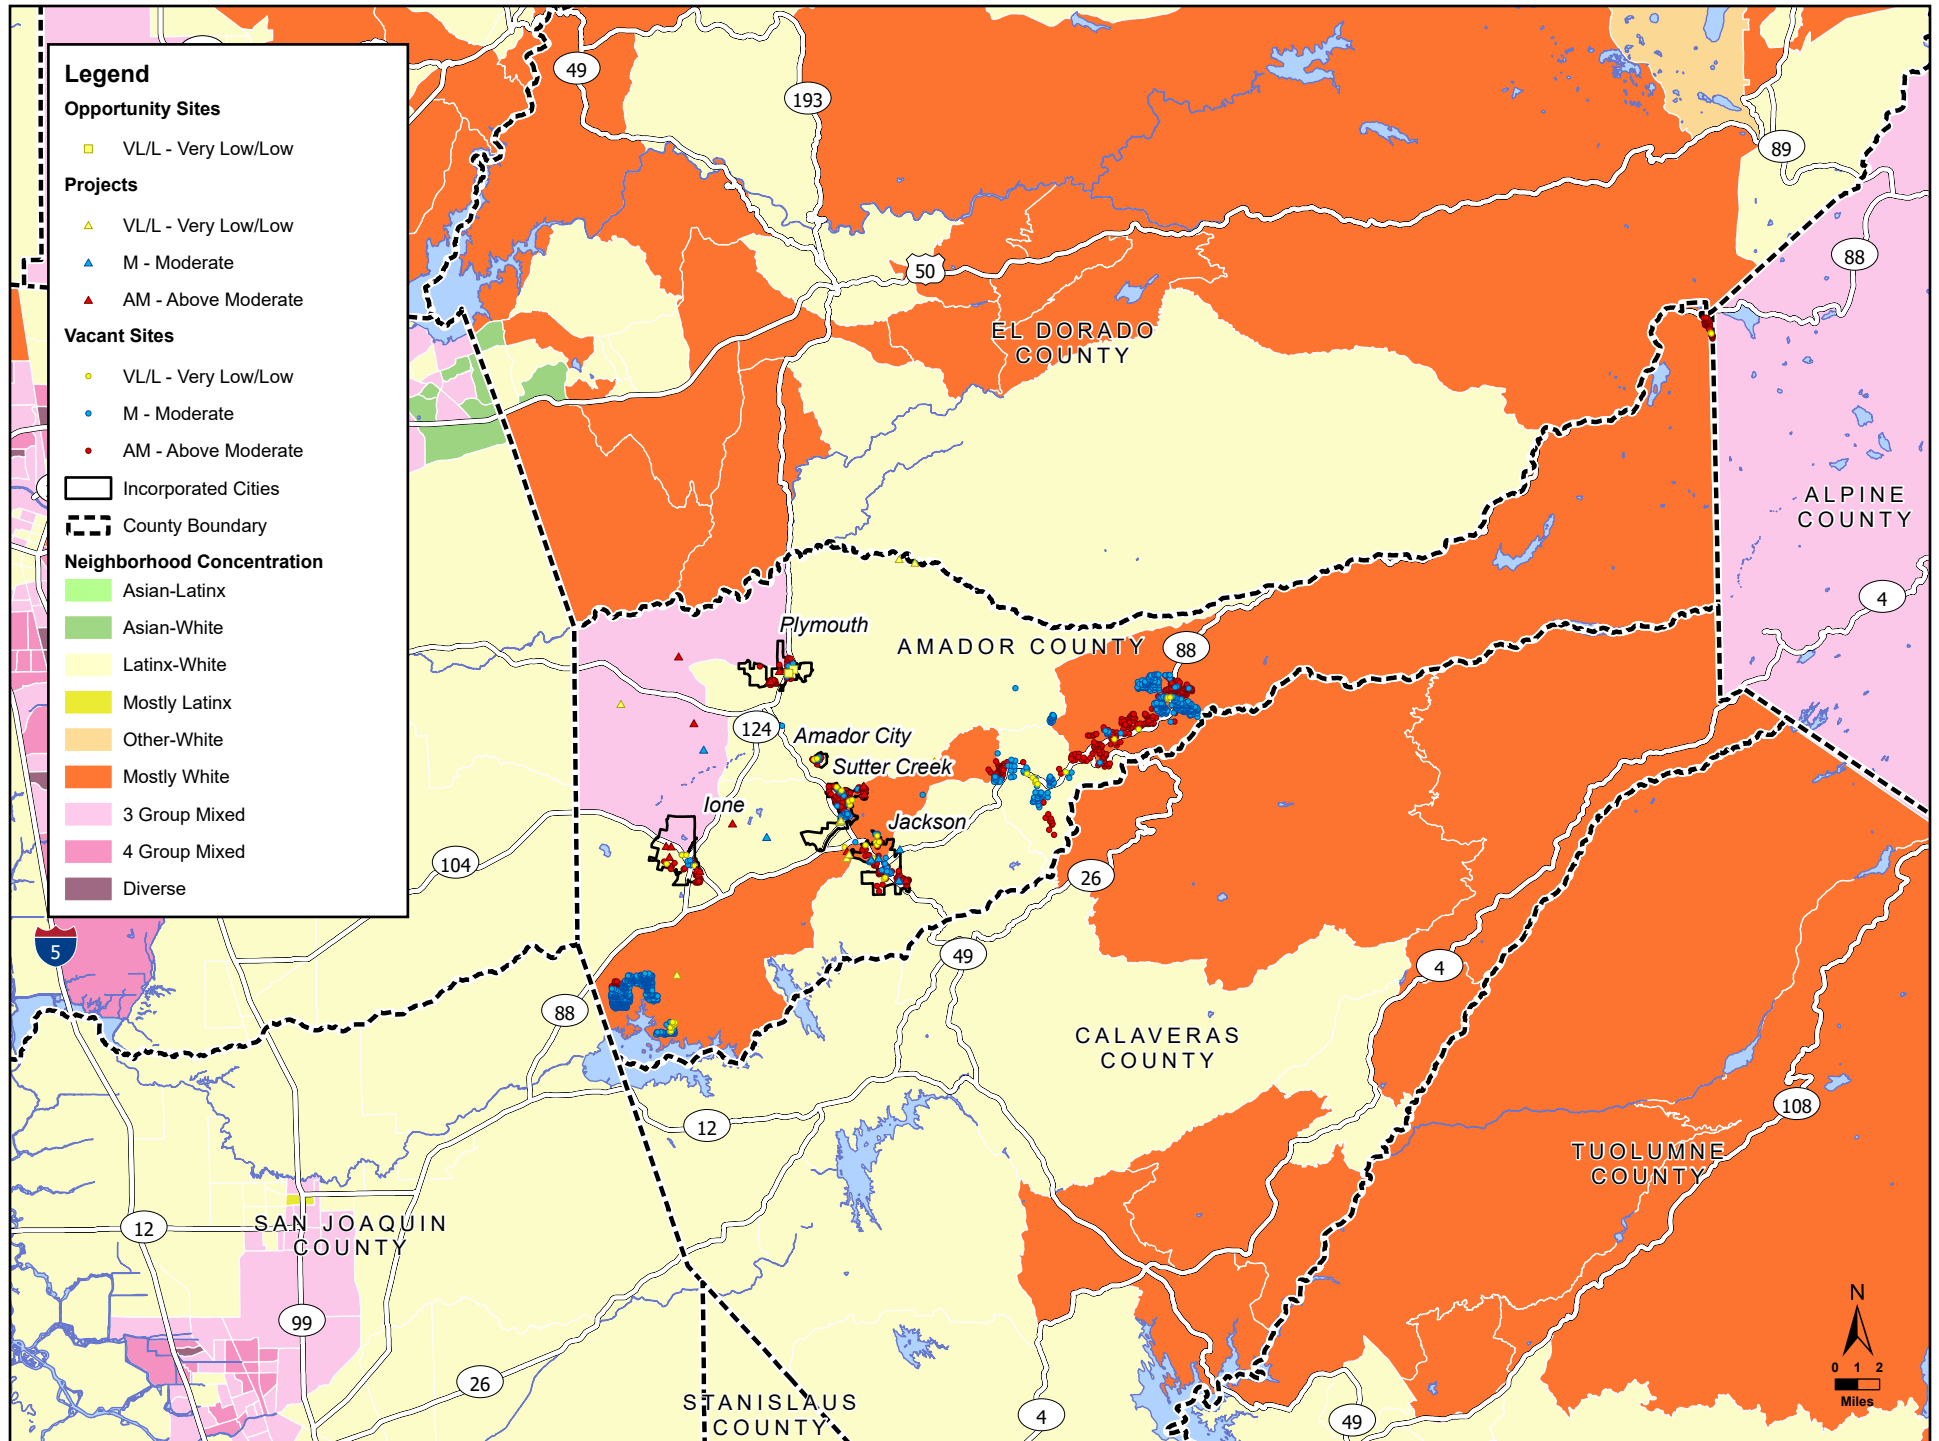 Legend
Opportunity Sites
VL/L - Very Low/Low
Projects
VL/L - Very Low/Low
M - Moderate
AM - Above Moderate
Vacant Sites
VL/L - Very Low/Low
M - Moderate
AM - Above Moderate
Incorporated Cities
County Boundary
Neighborhood Concentration
Asian-Latinx
Asian-White
Latinx-White
Mostly Latinx
Other-White
Mostly White
3 Group Mixed
4 Group Mixed
Diverse
49
193
89
88
50
EL DORADO
COUNTY
ALPINE
COUNTY
4
Plymouth
AMADOR COUNTY
88
124
Amador City
Sutter Creek
Ione
Jackson
104
26
5
49
4
88
CALAVERAS
COUNTY
108
12
TUOLUMNE
COUNTY
12
SAN JOAQUIN
COUNTY
99
26
STANISLAUS
COUNTY
4
49
N
0 1 2
Miles